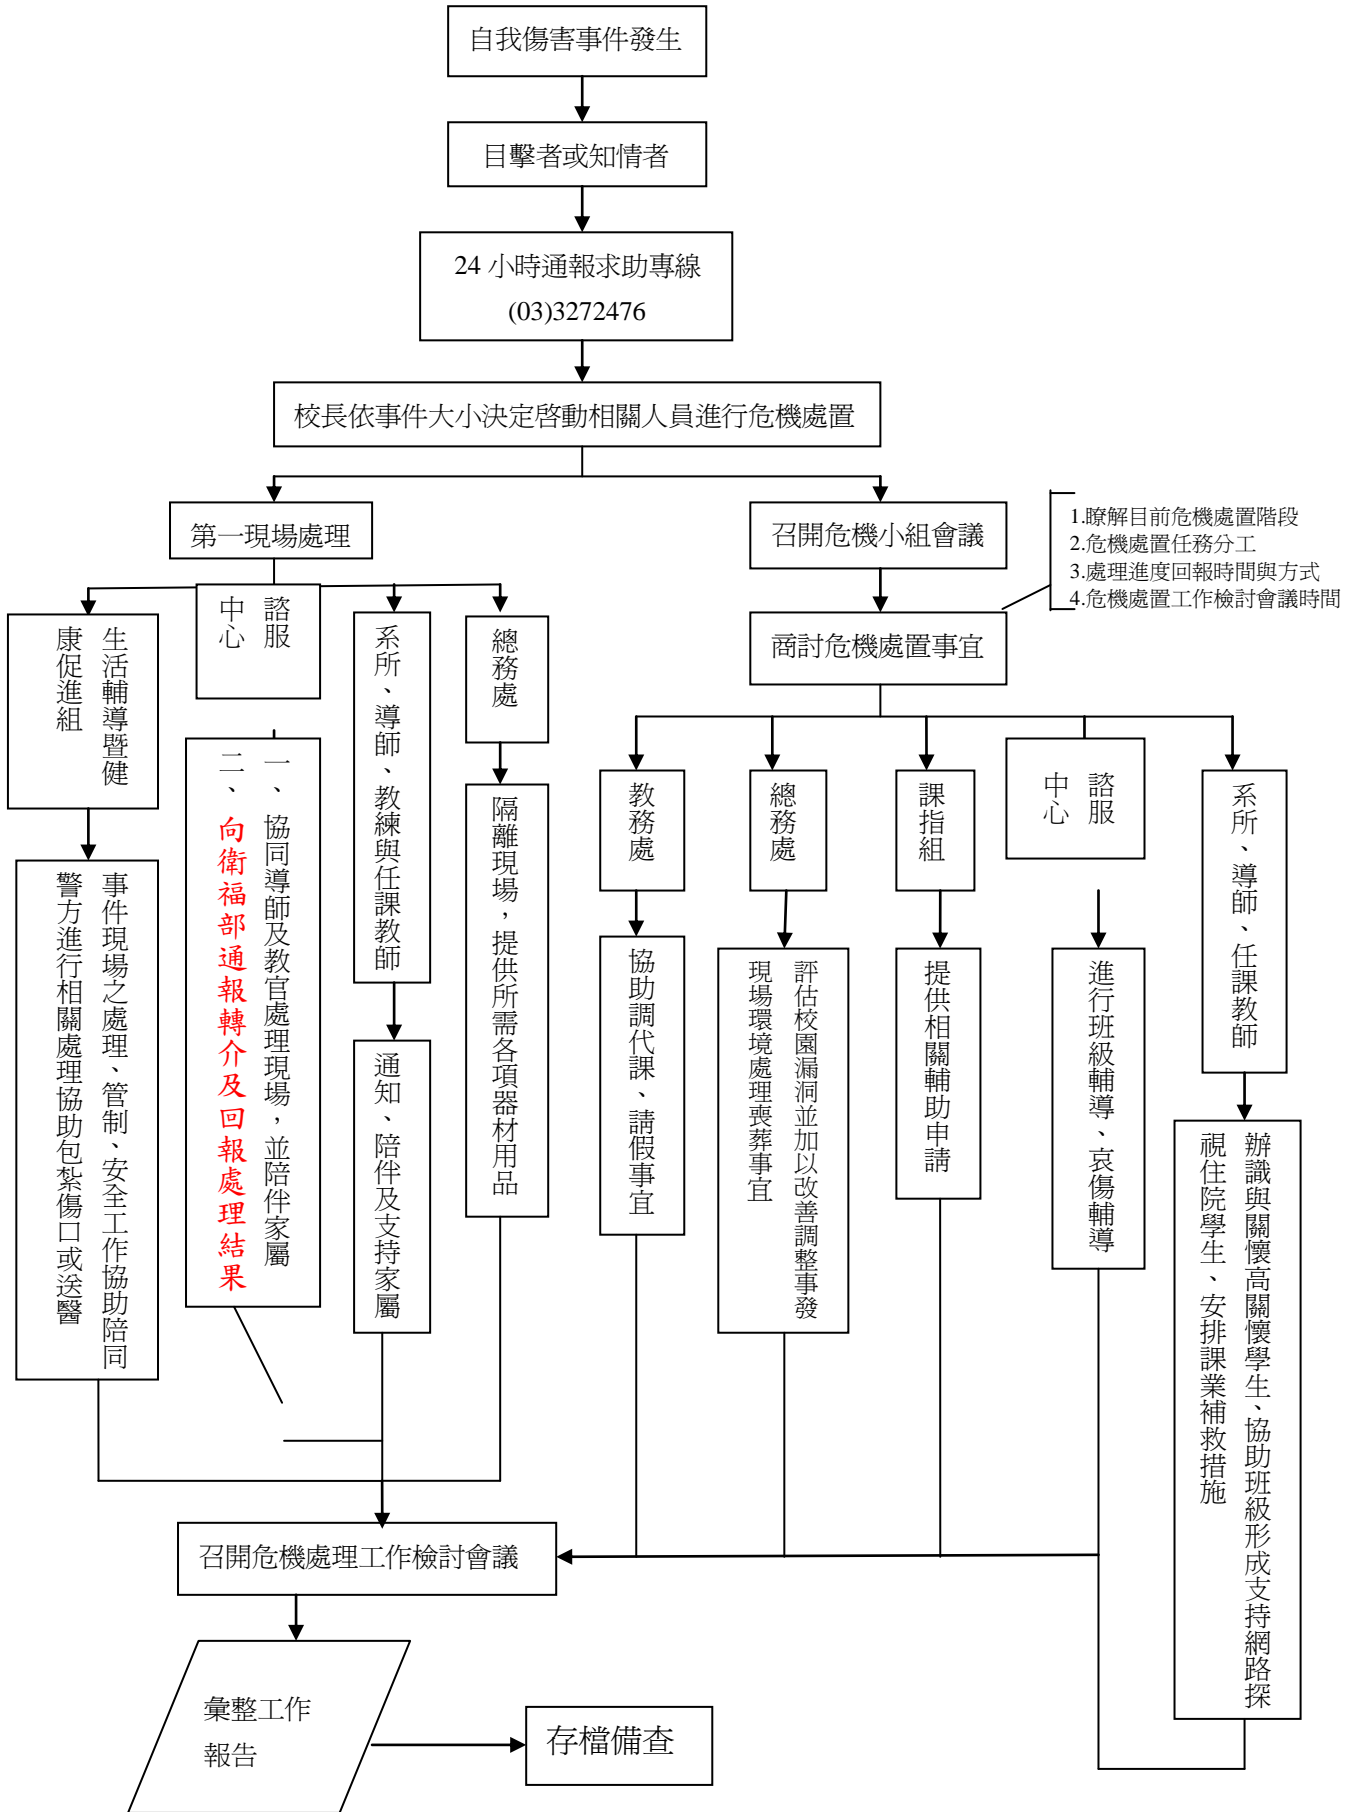 自我傷害事件發生
目擊者或知情者
24 小時通報求助專線
(03)3272476
校長依事件大小決定啓動相關人員進行危機處置
第一現場處理
召開危機小組會議
1.瞭解目前危機處置階段
2.危機處置任務分工
3.處理進度回報時間與方式
4.危機處置工作檢討會議時間
商討危機處置事宜
生活輔導暨健
康促進組
諮服
中心
系所、導師、教練與任課教師
總務處
事件現場之處理、管制、安全工作協助陪同
警方進行相關處理協助包紮傷口或送醫
一、協同導師及教官處理現場，並陪伴家屬
二、向衛福部通報轉介及回報處理結果
通知、陪伴及支持家屬
隔離現場，提供所需各項器材用品
教務處
總務處
課指組
諮服
中心
系所、導師、任課教師
協助調代課、請假事宜
評估校園漏洞並加以改善調整事發
現場環境處理喪葬事宜
提供相關輔助申請
進行班級輔導、哀傷輔導
辦識與關懷高關懷學生、協助班級形成支持網路探
視住院學生、安排課業補救措施
召開危機處理工作檢討會議
彙整工作
報告
存檔備查